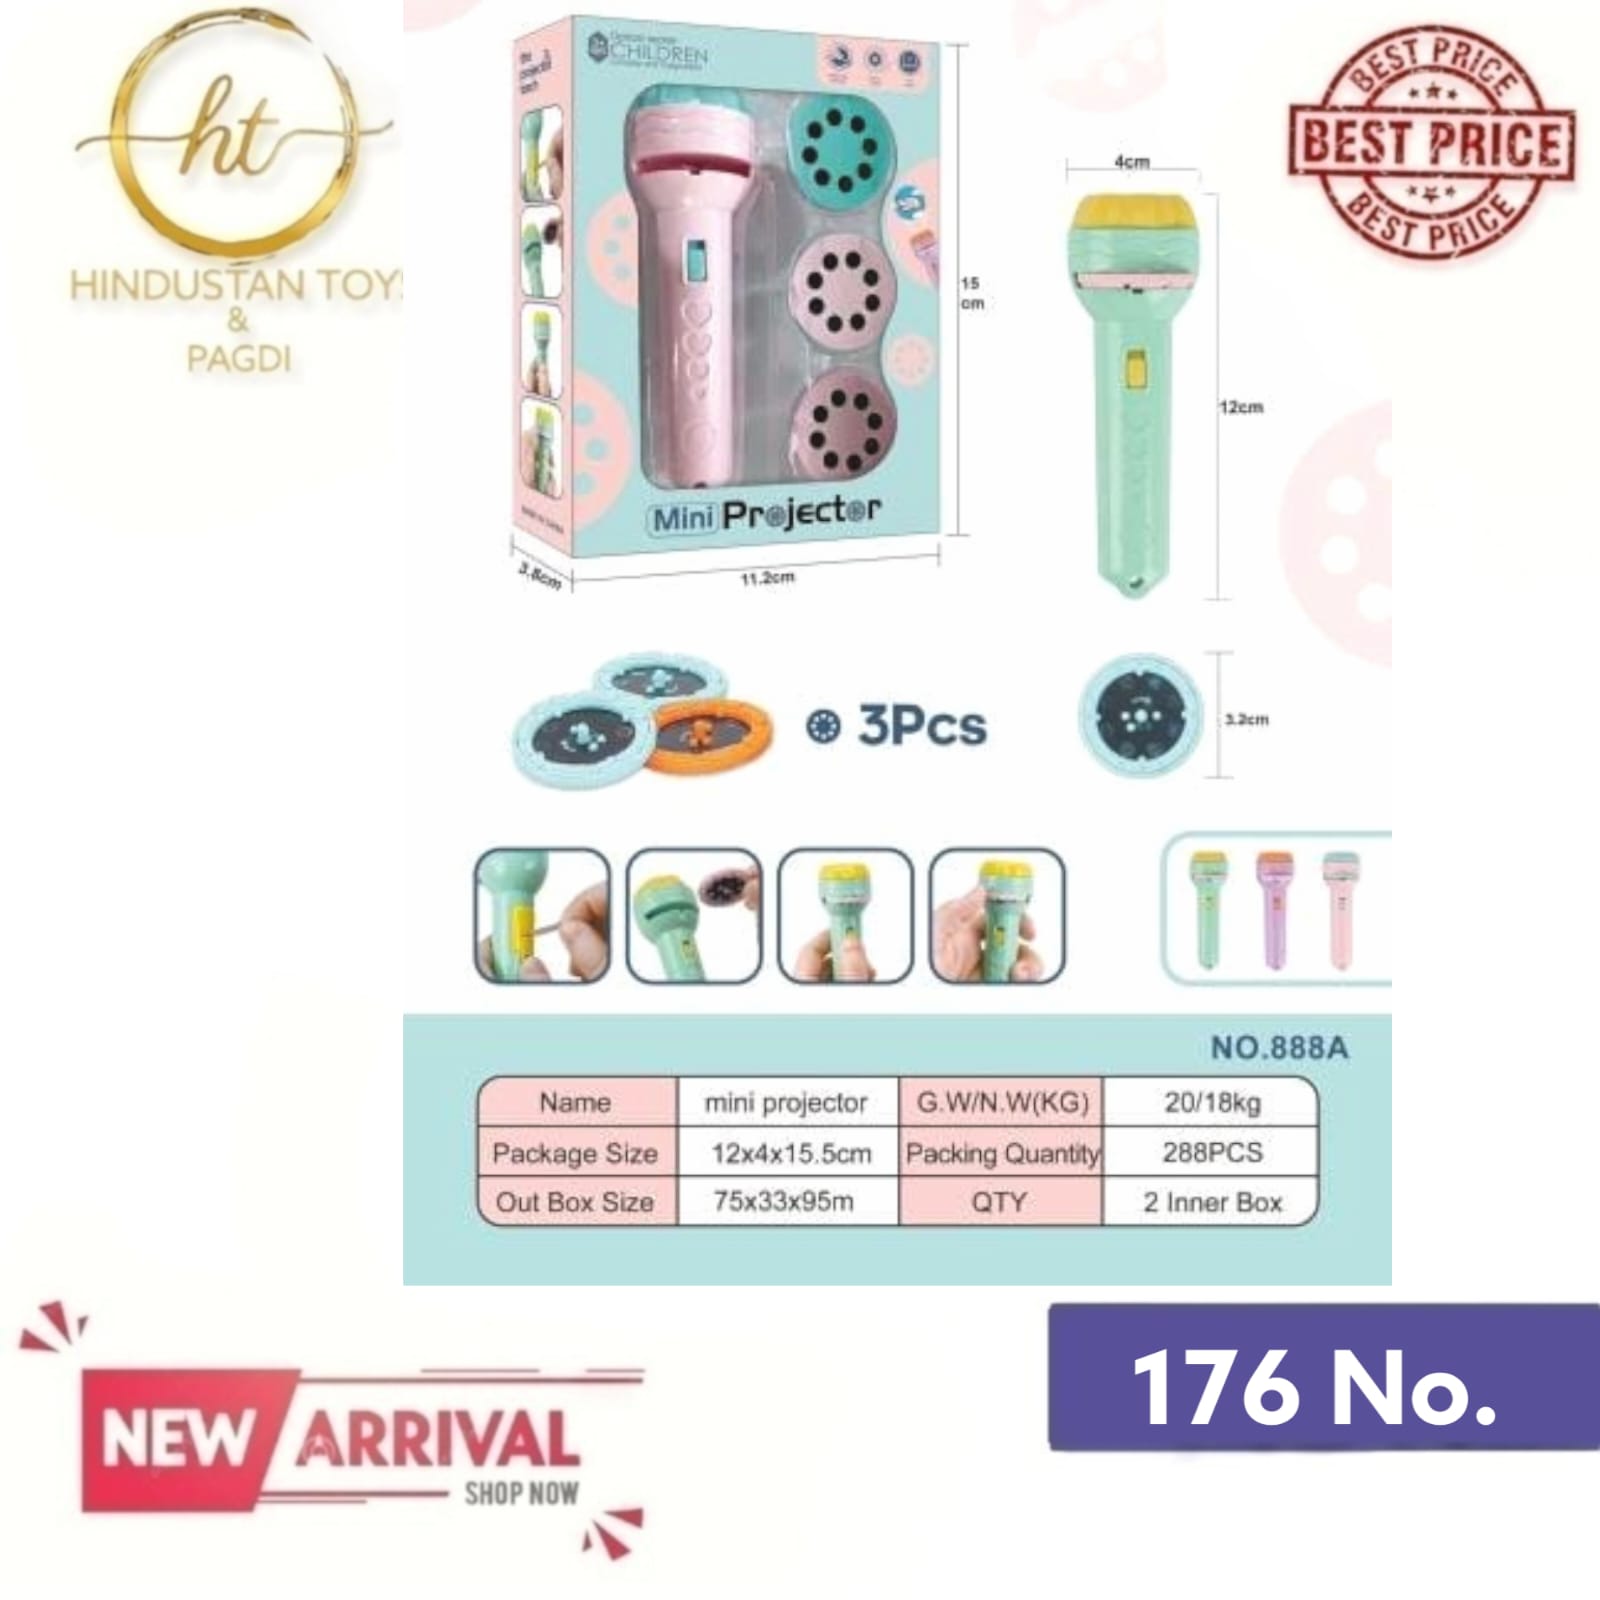 ht
HINDUSTAN TOYS
&
PAGDI
CHILDREN
Mini Projector
15
cm
3.8cm
11.2cm
4cm
12cm
BEST PRICE
BEST PRICE
BEST PRICE
3Pcs
3.2cm
NO.888A
Name mini projector G.W/N.W(KG) 20/18kg
Package Size 12x4x15.5cm Packing Quantity 288PCS
Out Box Size 75x33x95m QTY 2 Inner Box
NEW ARRIVAL
SHOP NOW
176 No.